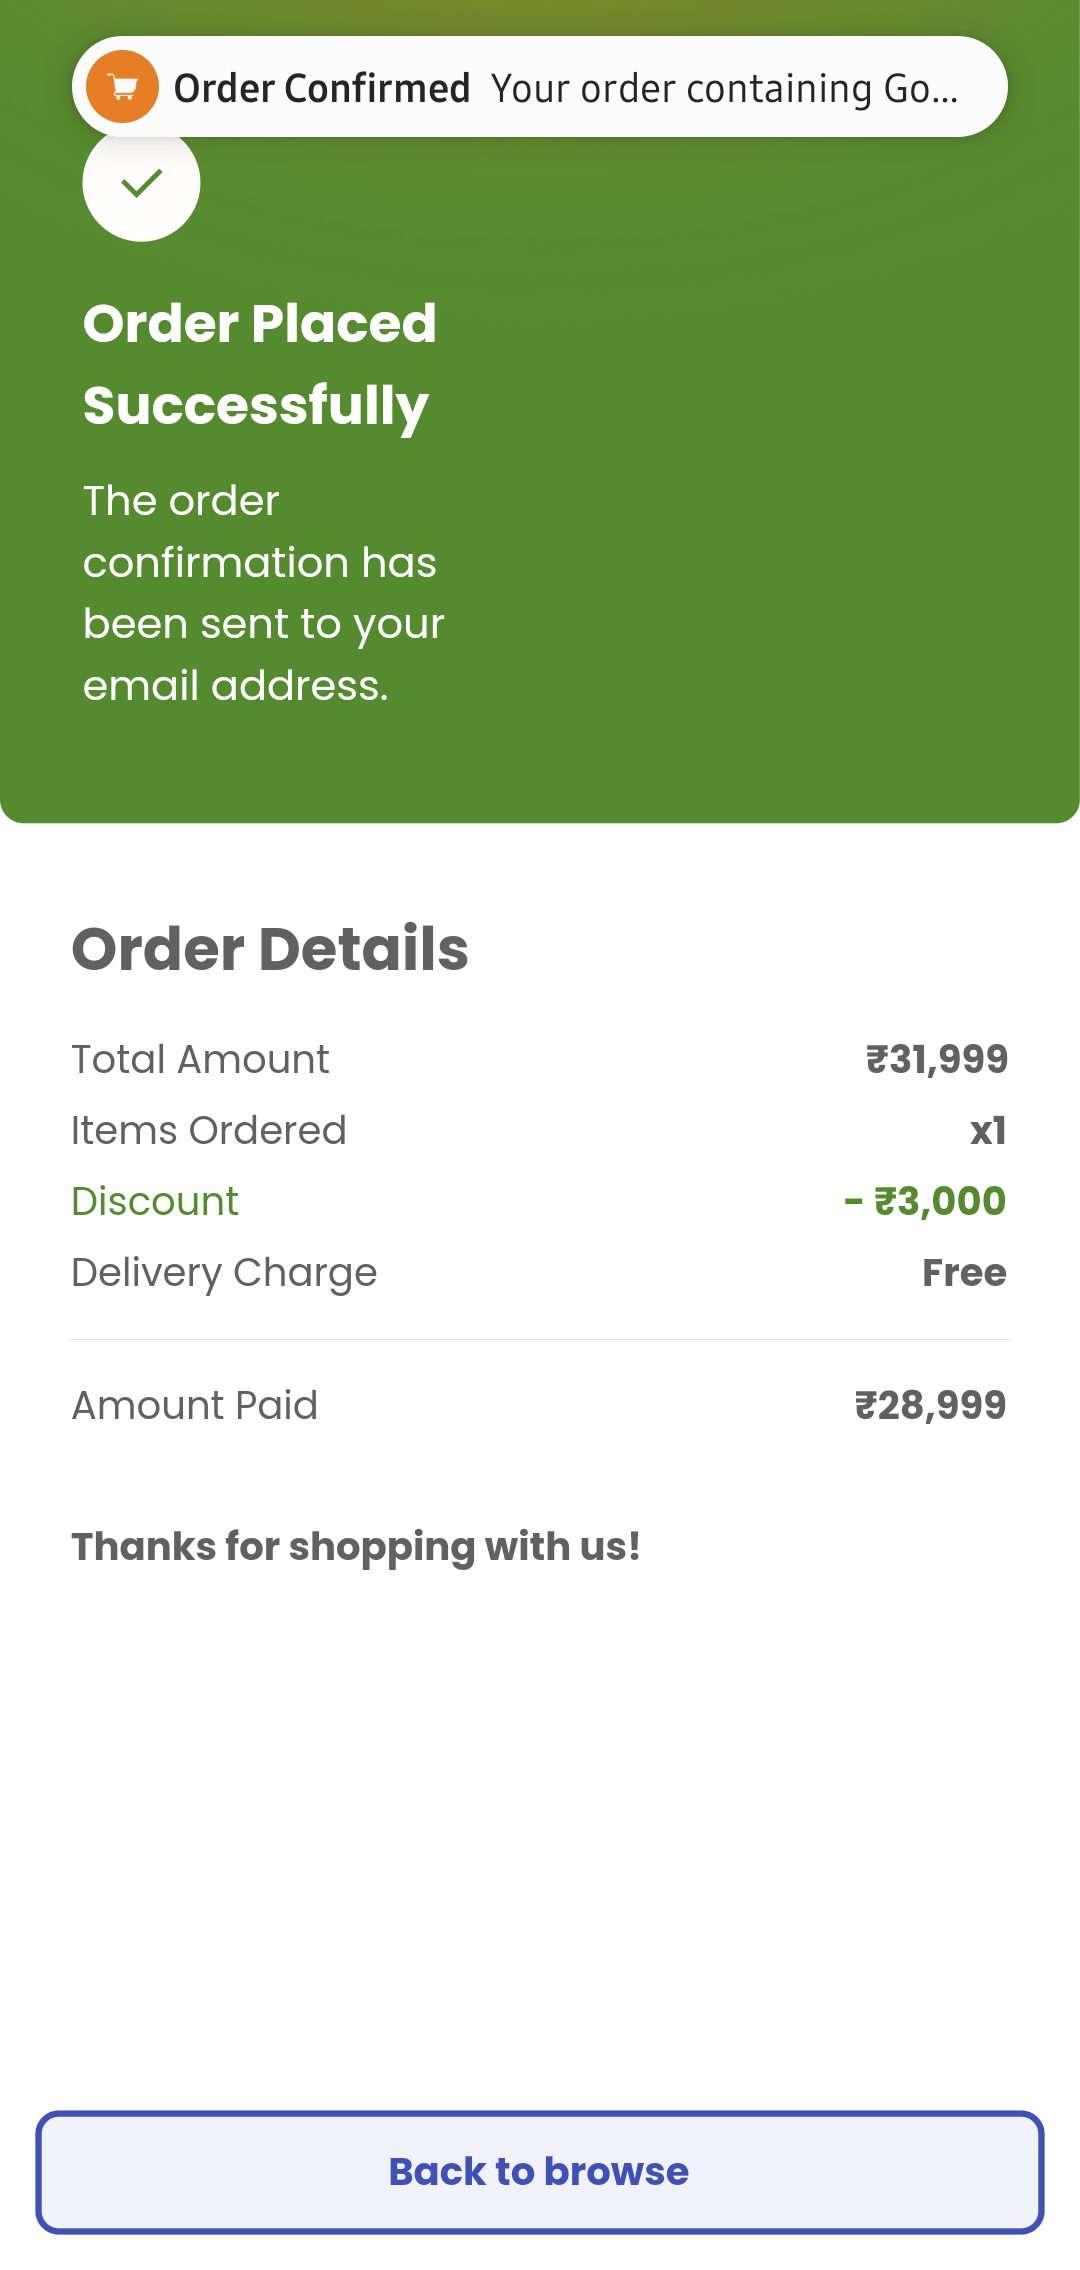 Order Confirmed Your order containing Go...
Order Placed
Successfully
The order
confirmation has
been sent to your
email address.
Order Details
Total Amount ₹31,999
Items Ordered x1
Discount - ₹3,000
Delivery Charge Free
Amount Paid ₹28,999
Thanks for shopping with us!
Back to browse